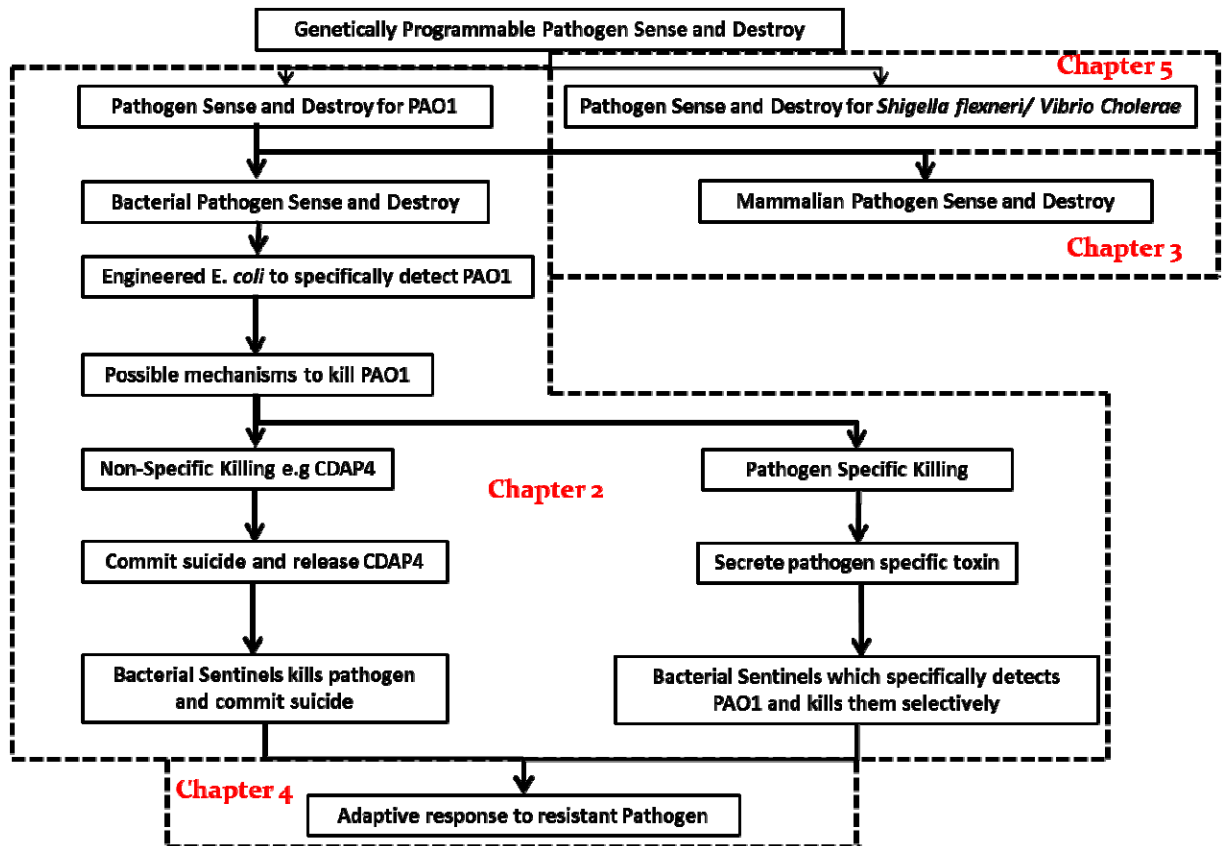 Genetically Programmable Pathogen Sense and Destroy
Chapter 5
Pathogen Sense and Destroy for PAO1
Pathogen Sense and Destroy for Shigella flexneri/ Vibrio Cholerae
Bacterial Pathogen Sense and Destroy
Mammalian Pathogen Sense and Destroy
Chapter 3
Engineered E. coli to specifically detect PAO1
Possible mechanisms to kill PAO1
Non-Specific Killing e.g CDAP4
Pathogen Specific Killing
Chapter 2
Commit suicide and release CDAP4
Secrete pathogen specific toxin
Bacterial Sentinels kills pathogen
and commit suicide
Bacterial Sentinels which specifically detects
PAO1 and kills them selectively
Chapter 4
Adaptive response to resistant Pathogen